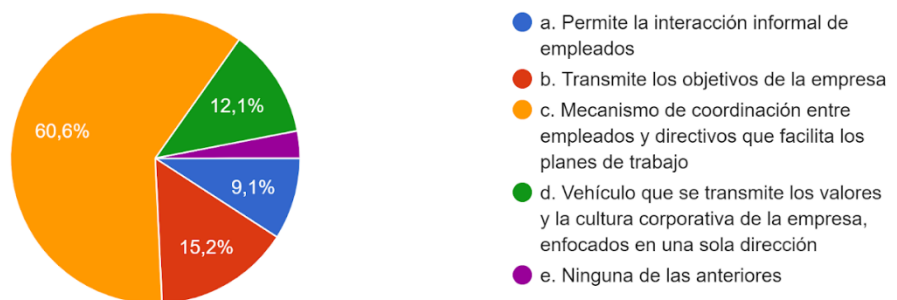 60,6%
12,1%
9,1%
15,2%
a. Permite la interacción informal de
empleados
b. Transmite los objetivos de la empresa
c. Mecanismo de coordinación entre
empleados y directivos que facilita los
planes de trabajo
d. Vehículo que se transmite los valores
y la cultura corporativa de la empresa,
enfocados en una sola dirección
e. Ninguna de las anteriores